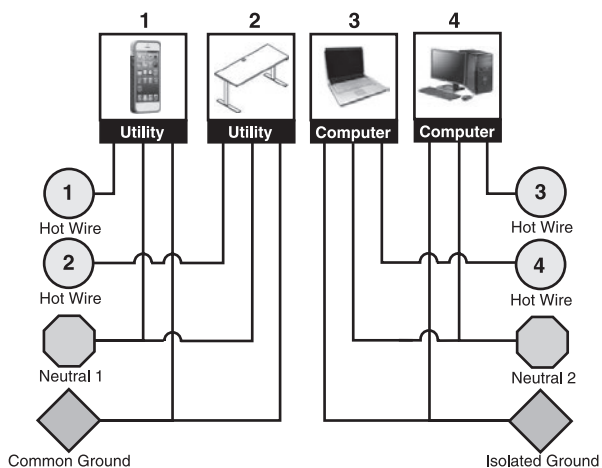 1 2 3 4
Utility Utility Computer Computer
1 3
Hot Wire Hot Wire
2 4
Hot Wire Hot Wire
Neutral 1 Neutral 2
Common Ground Isolated Ground